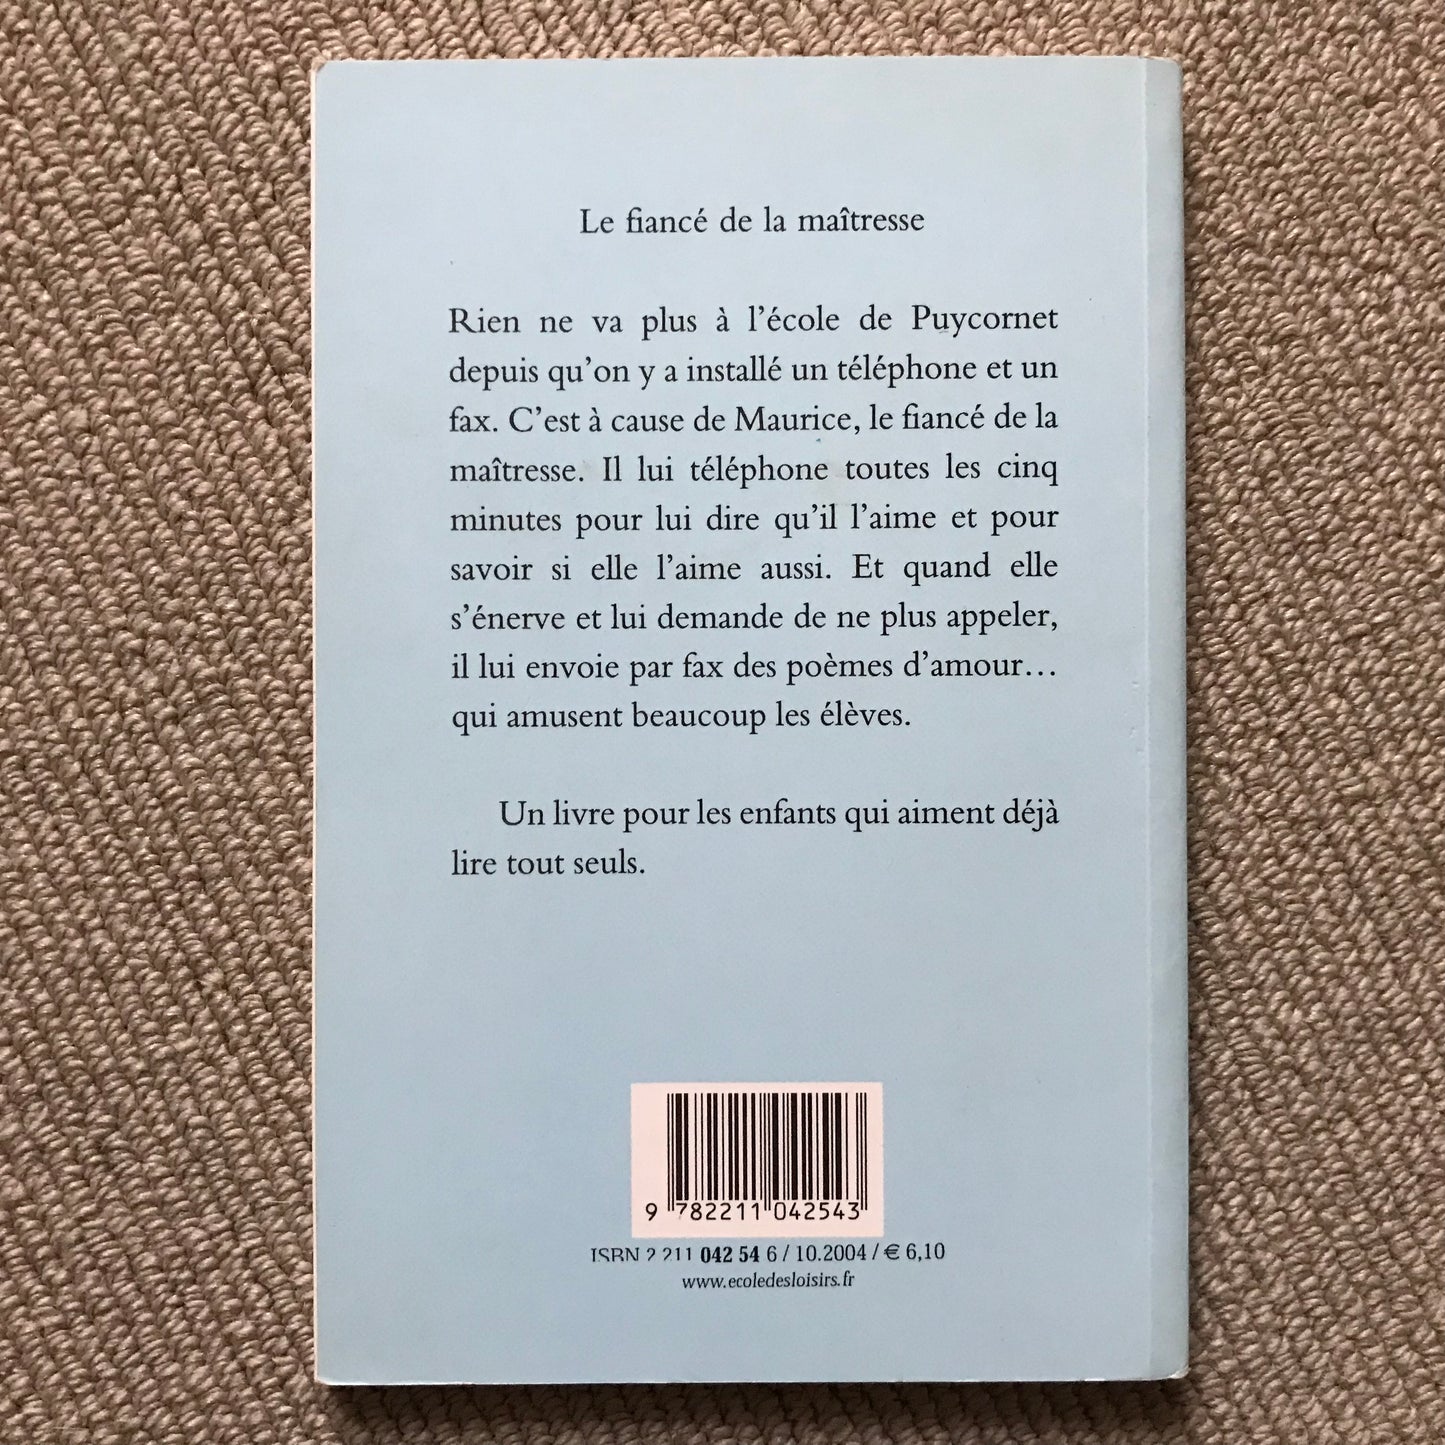 Le fiancé de la maîtresse
Rien ne va plus à l'école de Puycornet
depuis qu'on y a installé un téléphone et un
fax. C'est à cause de Maurice, le fiancé de la
maîtresse. Il lui téléphone toutes les cinq
minutes pour lui dire qu'il l'aime et pour
savoir si elle l'aime aussi. Et quand elle
s'énerve et lui demande de ne plus appeler,
il lui envoie par fax des poèmes d'amour…
qui amusent beaucoup les élèves.
Un livre pour les enfants qui aiment déjà
lire tout seuls.
9 782211 042543
ISBN 2 211 042 54 6 / 10.2004 / € 6,10
www.ecoledesloisirs.fr